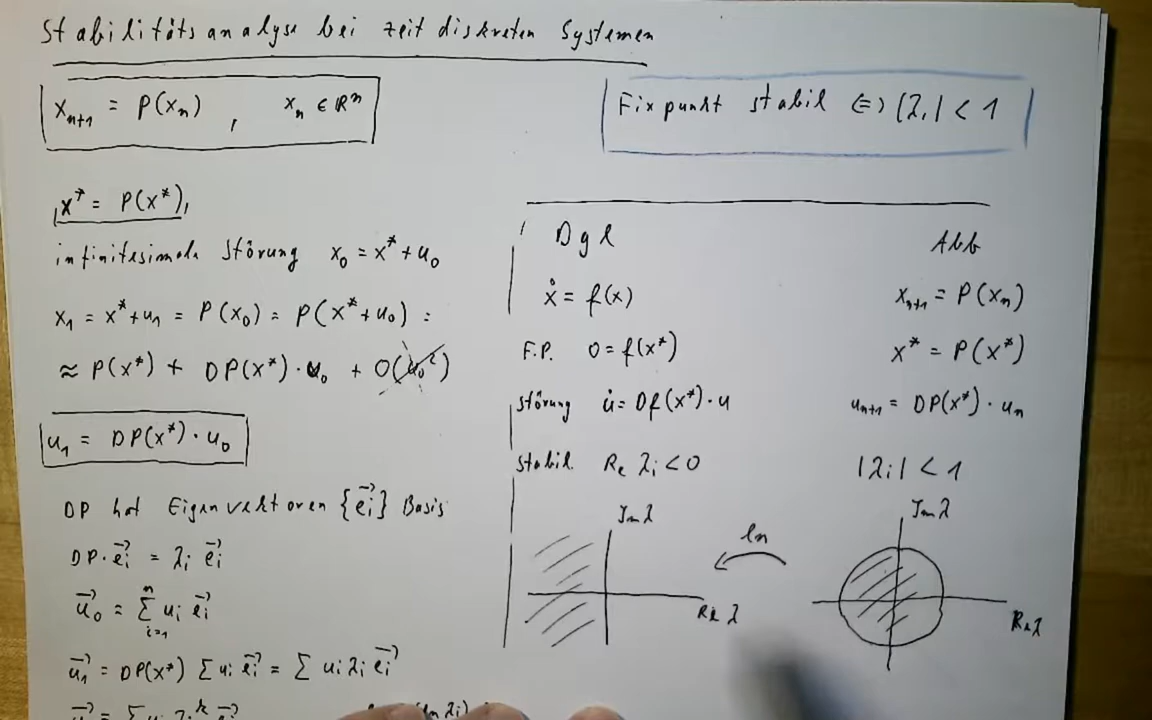 Stabilitätsanalyse bei zeitdiskreten Systemen
x_{n+1} = P(x_n) , x_n ∈ ℝ^n
x* = P(x*)
infinitesimale Störung x_0 = x* + u_0
x_1 = x* + u_1 = P(x_0) = P(x* + u_0) =
≈ P(x*) + DP(x*) · u_0 + O(u_0^2)
u_1 = DP(x*) · u_0
DP hat Eigenvektoren {e⃗_i} Basis
DP · e⃗_i = λ_i e⃗_i
u⃗_0 = Σ_{i=1}^n u_i e⃗_i
u⃗_1 = DP(x*) Σ u_i e⃗_i = Σ u_i λ_i e⃗_i
Fixpunkt stabil ⇔ |λ_i| < 1
Dgl Abb
ẋ = f(x) x_{n+1} = P(x_n)
F.P. 0 = f(x*) x* = P(x*)
Störung u̇ = Df(x*) · u u_{n+1} = DP(x*) · u_n
stabil Re λ_i < 0 |λ_i| < 1
Im λ ln Im λ
Re λ Re λ